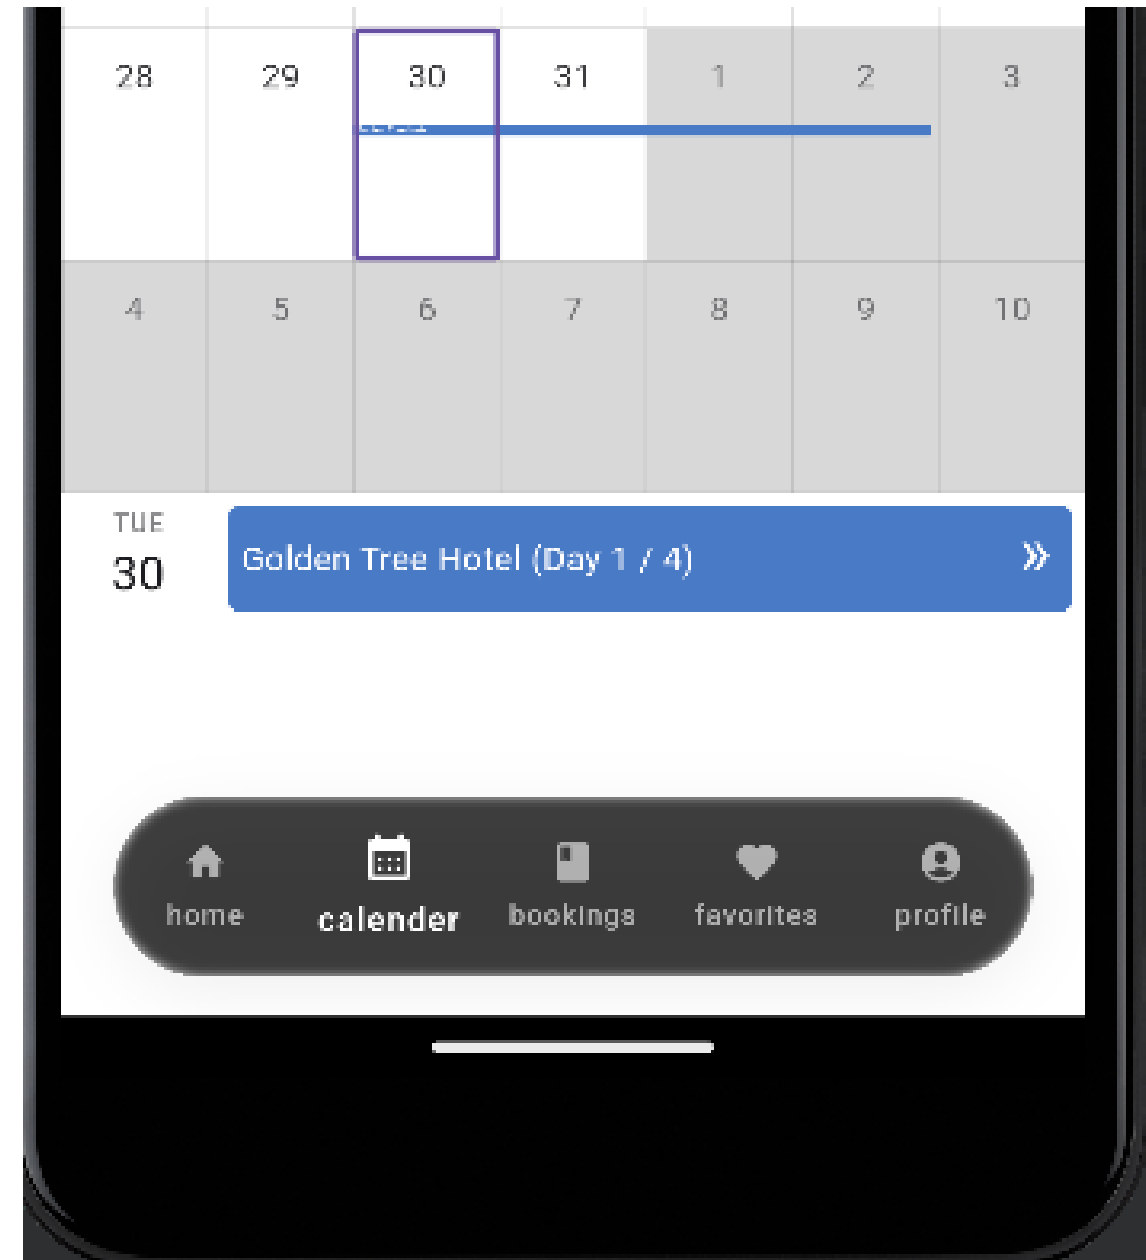 28 29 30 31 1 2 3
4 5 6 7 8 9 10
TUE
30
Golden Tree Hotel (Day 1 / 4)
home calender bookings favorites profile